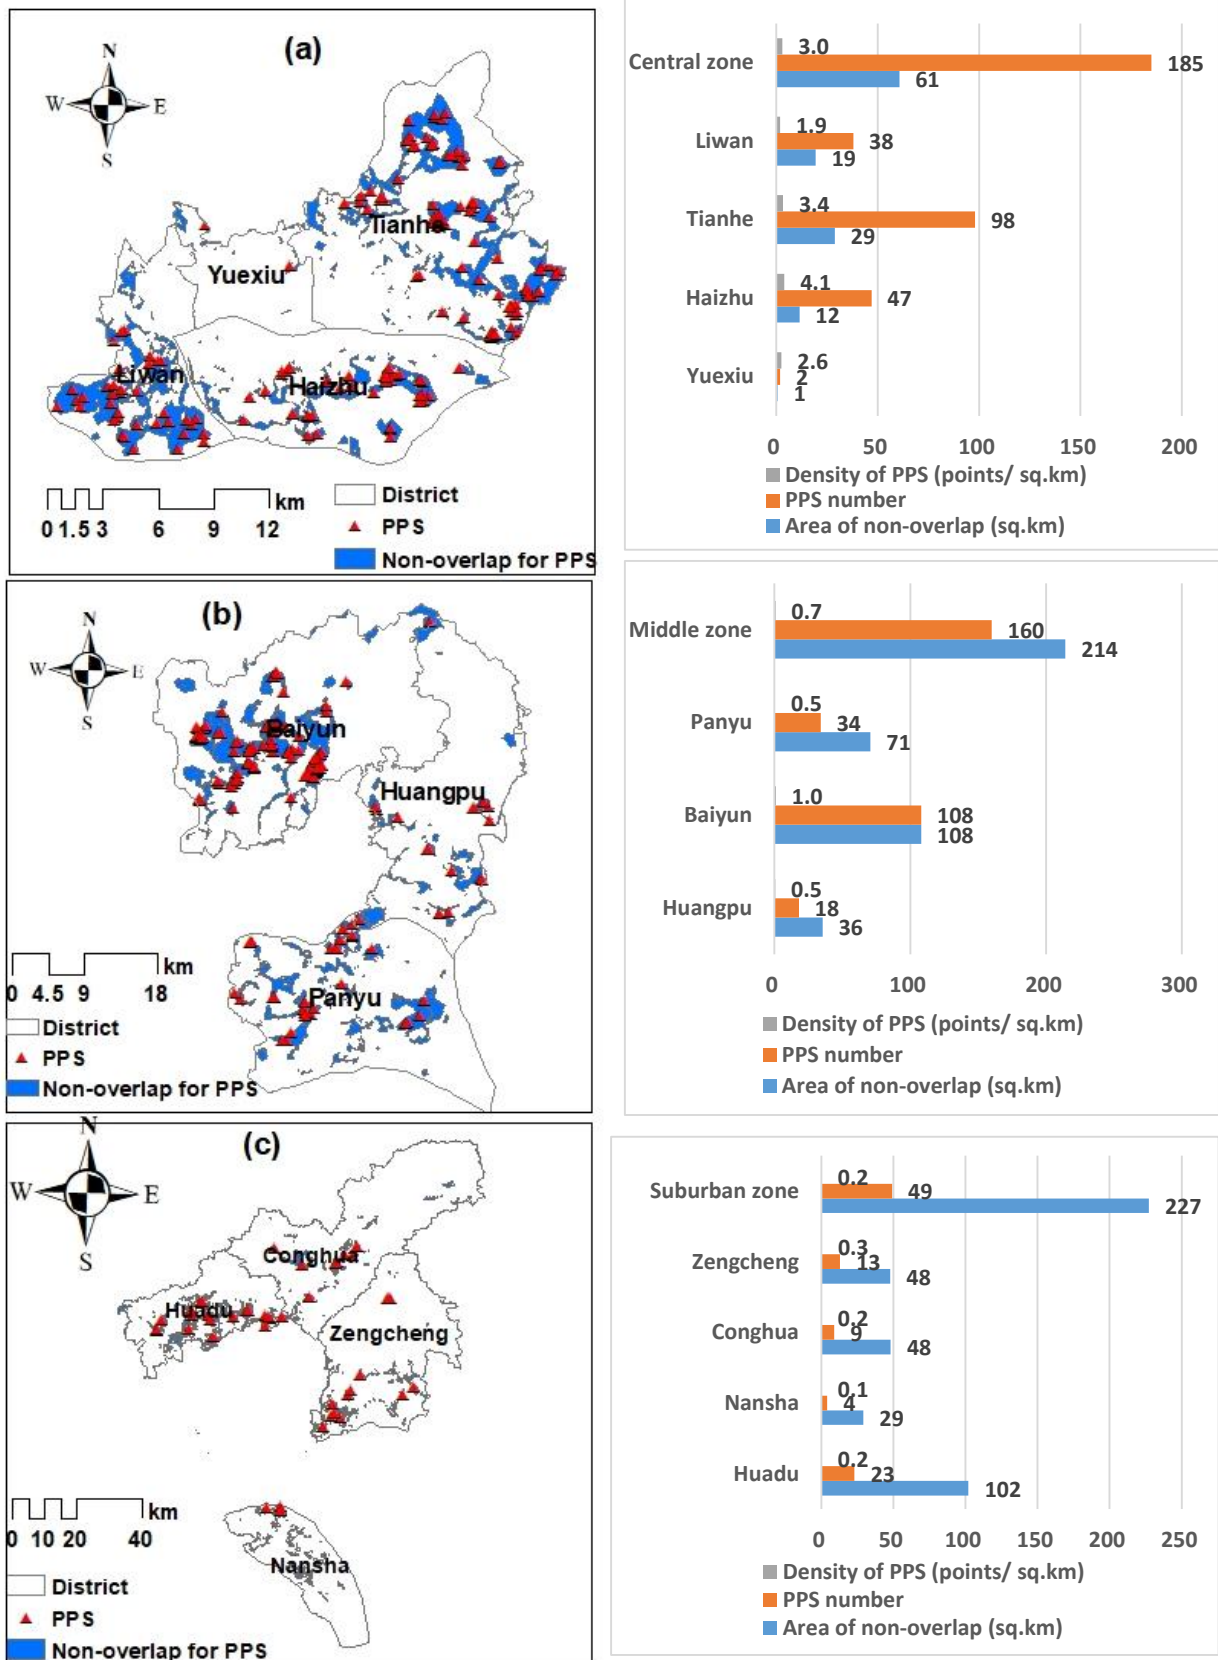 (a)
N
W E
S
Tianhe
Yuexiu
Liwan
Haizhu
km
0 1.5 3 6 9 12
District
PPS
Non-overlap for PPS
Central zone 3.0 185 61
Liwan 1.9 38 19
Tianhe 3.4 98 29
Haizhu 4.1 47 12
Yuexiu 2.6 2 1
0 50 100 150 200
Density of PPS (points/ sq.km)
PPS number
Area of non-overlap (sq.km)
(b)
N
W E
S
Baiyun
Huangpu
Panyu
km
0 4.5 9 18
District
PPS
Non-overlap for PPS
Middle zone 0.7 160 214
Panyu 0.5 34 71
Baiyun 1.0 108 108
Huangpu 0.5 18 36
0 100 200 300
Density of PPS (points/ sq.km)
PPS number
Area of non-overlap (sq.km)
(c)
N
W E
S
Conghua
Huadu
Zengcheng
Nansha
km
0 10 20 40
District
PPS
Non-overlap for PPS
Suburban zone 0.2 49 227
Zengcheng 0.3 13 48
Conghua 0.2 9 48
Nansha 0.1 4 29
Huadu 0.2 23 102
0 50 100 150 200 250
Density of PPS (points/ sq.km)
PPS number
Area of non-overlap (sq.km)